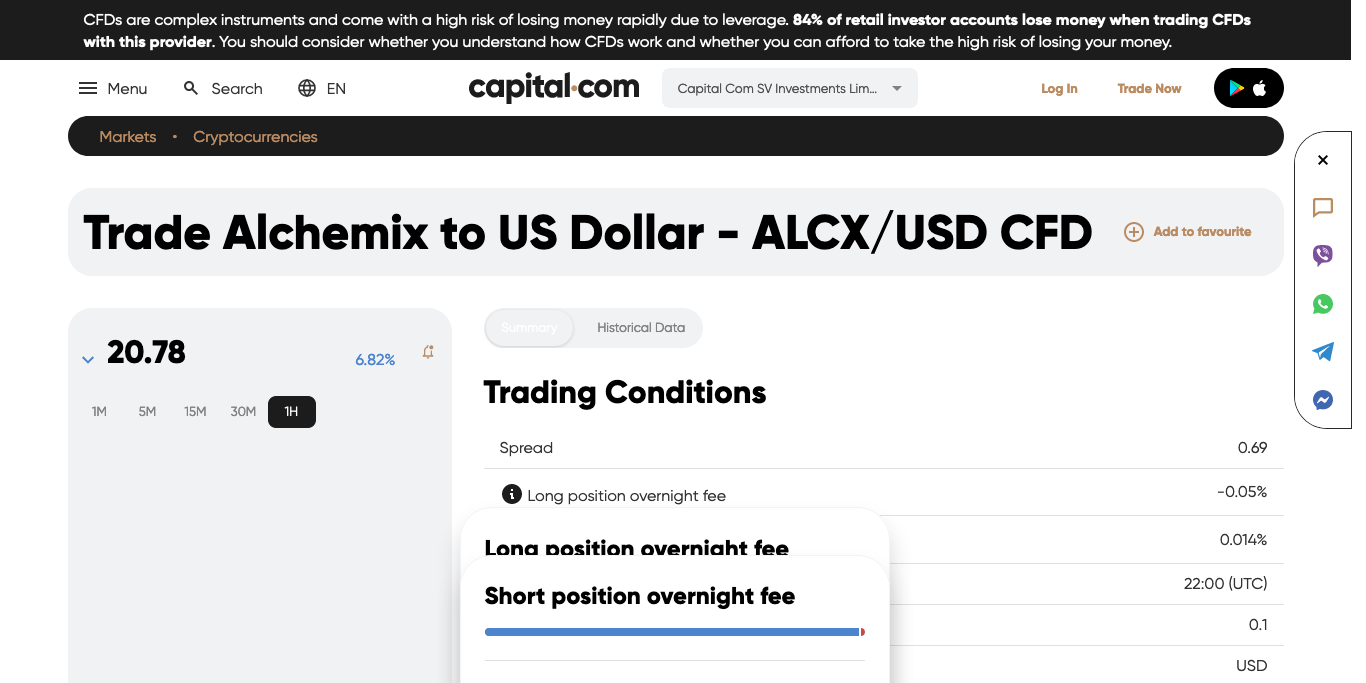 CFDs are complex instruments and come with a high risk of losing money rapidly due to leverage. 84% of retail investor accounts lose money when trading CFDs
with this provider. You should consider whether you understand how CFDs work and whether you can afford to take the high risk of losing your money.
Menu Search EN capital.com Capital Com SV Investments Lim... Log In Trade Now
Markets • Cryptocurrencies
Trade Alchemix to US Dollar - ALCX/USD CFD Add to favourite
20.78 6.82%
1M 5M 15M 30M 1H
Summary Historical Data
Trading Conditions
Spread 0.69
Long position overnight fee -0.05%
Long position overnight fee 0.014%
22:00 (UTC)
Short position overnight fee
0.1
USD